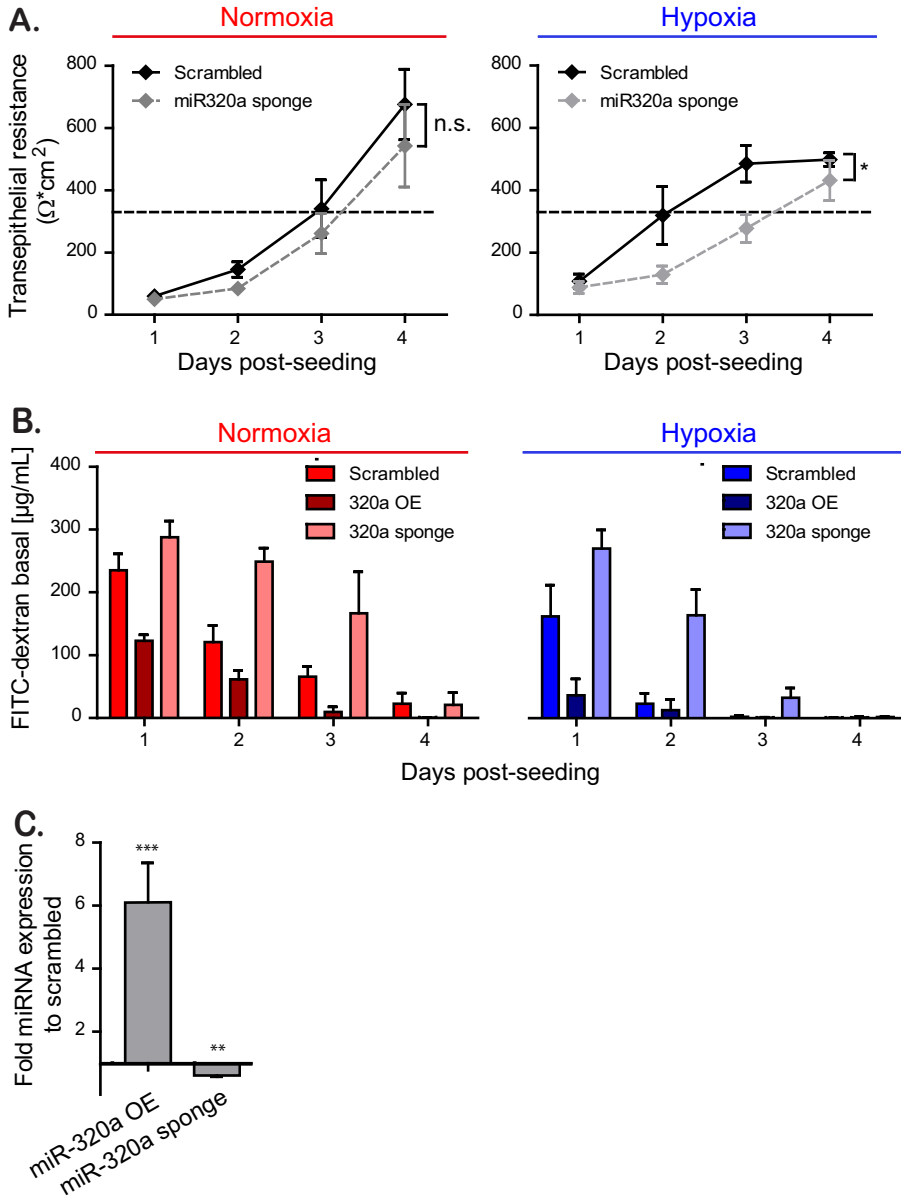 A.
Normoxia
Hypoxia
Transepithelial resistance
(Ω*cm²)
800
600
400
200
0
Scrambled
miR320a sponge
n.s.
1 2 3 4
Days post-seeding
800
600
400
200
0
Scrambled
miR320a sponge
*
1 2 3 4
Days post-seeding
B.
Normoxia
Hypoxia
FITC-dextran basal [µg/mL]
400
300
200
100
0
Scrambled
320a OE
320a sponge
1 2 3 4
Scrambled
320a OE
320a sponge
1 2 3 4
Days post-seeding
C.
Fold miRNA expression
to scrambled
8
6
4
2
***
**
miR-320a OE
miR-320a sponge